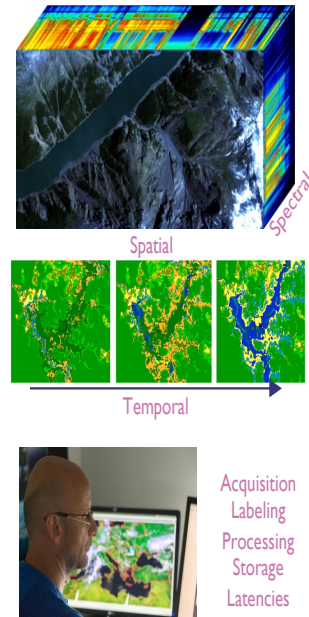 Spectral
Spatial
Temporal
Acquisition
Labeling
Processing
Storage
Latencies